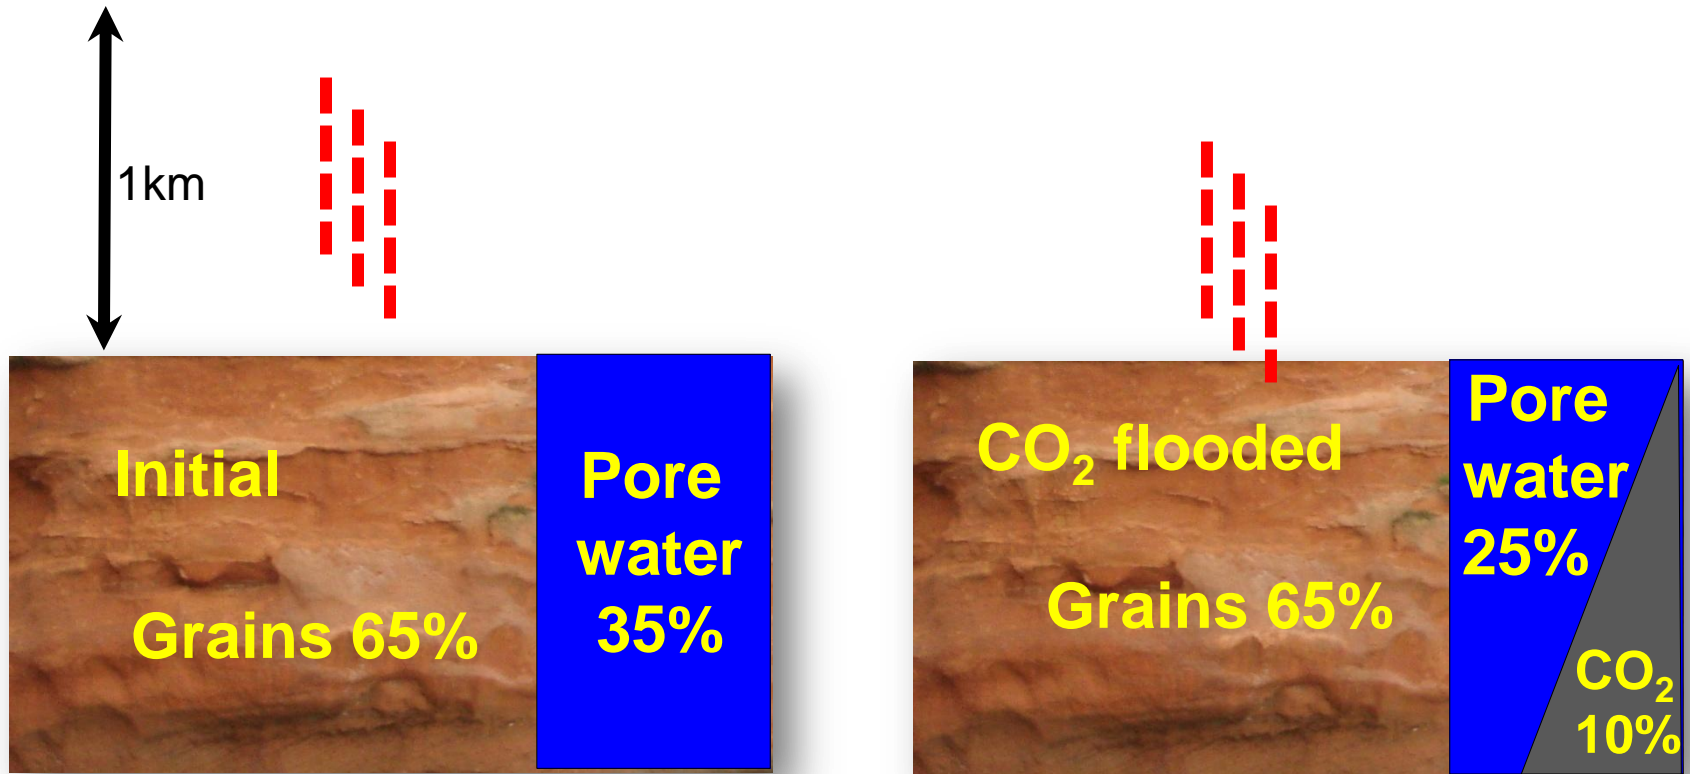 1km
Initial
Grains 65%
Pore
water
35%
CO₂ flooded
Grains 65%
Pore
water
25%
CO₂
10%